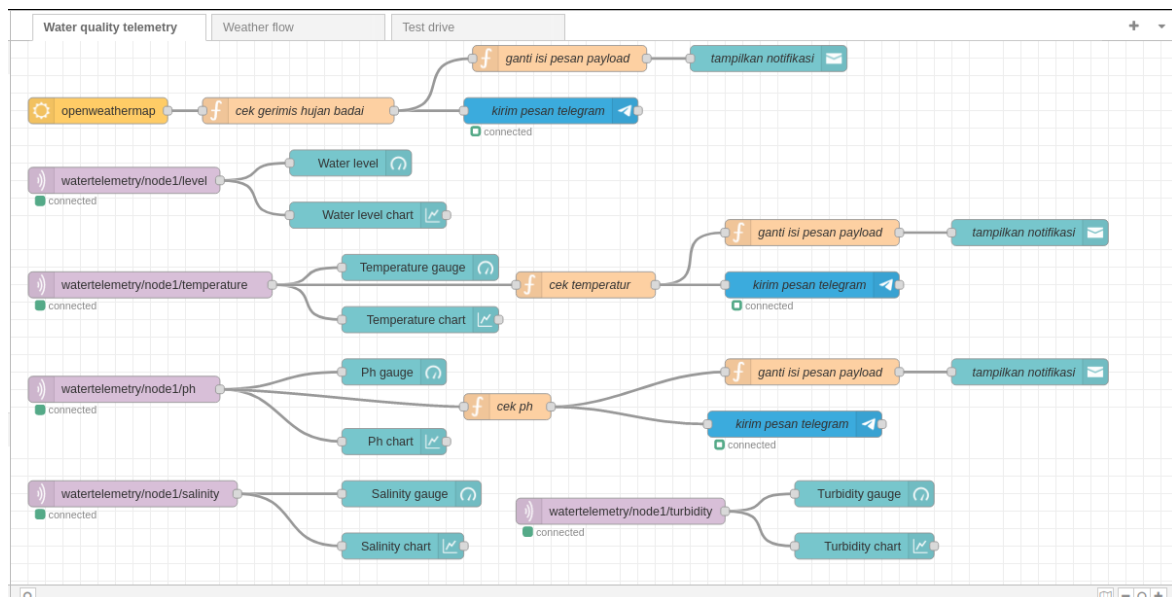 Water quality telemetry
Weather flow
Test drive
ganti isi pesan payload
tampilkan notifikasi
openweathermap
cek gerimis hujan badai
kirim pesan telegram
connected
Water level
watertelemetry/node1/level
connected
Water level chart
ganti isi pesan payload
tampilkan notifikasi
Temperature gauge
watertelemetry/node1/temperature
cek temperatur
kirim pesan telegram
connected
connected
Temperature chart
Ph gauge
ganti isi pesan payload
tampilkan notifikasi
watertelemetry/node1/ph
connected
cek ph
kirim pesan telegram
connected
Ph chart
watertelemetry/node1/salinity
connected
Salinity gauge
Turbidity gauge
watertelemetry/node1/turbidity
connected
Salinity chart
Turbidity chart